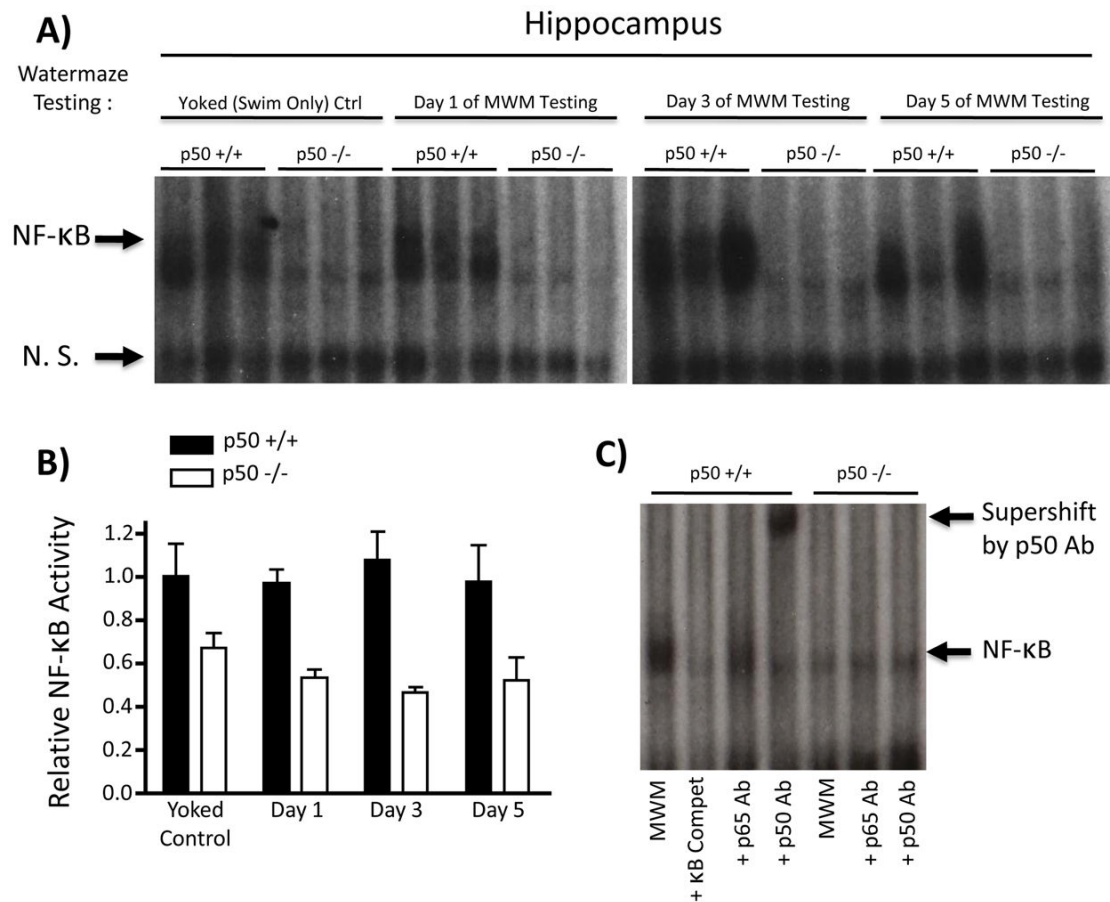 A)
Hippocampus
Watermaze
Testing :
Yoked (Swim Only) Ctrl
Day 1 of MWM Testing
Day 3 of MWM Testing
Day 5 of MWM Testing
p50 +/+
p50 -/-
p50 +/+
p50 -/-
p50 +/+
p50 -/-
p50 +/+
p50 -/-
NF-κB
N. S.
B)
p50 +/+
p50 -/-
Relative NF-κB Activity
1.2
1.0
0.8
0.6
0.4
0.2
0.0
Yoked
Control
Day 1
Day 3
Day 5
C)
p50 +/+
p50 -/-
Supershift
by p50 Ab
NF-κB
MWM
+ κB Compet
+ p65 Ab
+ p50 Ab
MWM
+ p65 Ab
+ p50 Ab